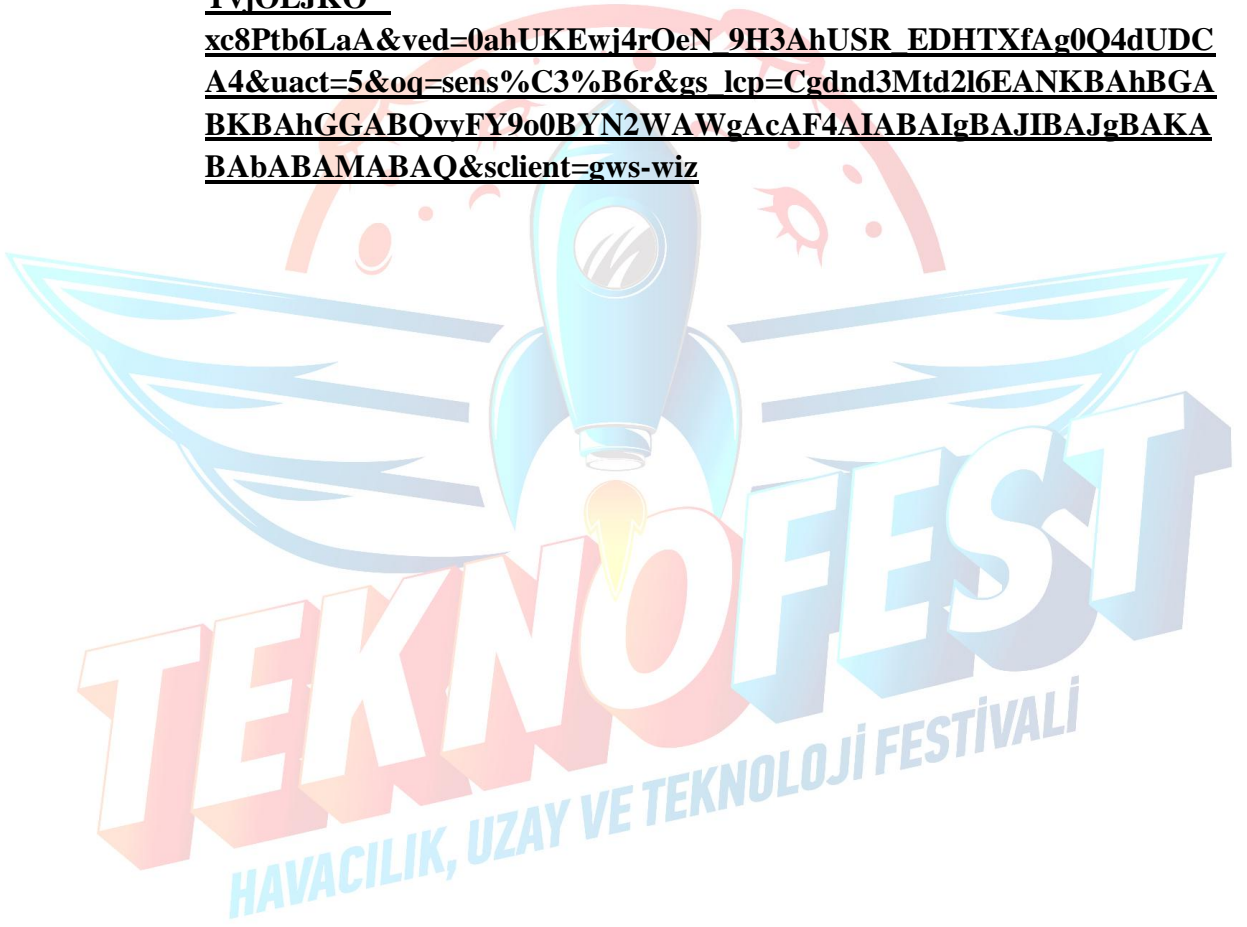 xc8Ptb6LaA&ved=0ahUKEwj4rOeN_9H3AhUSR_EDHTXfAg0Q4dUDC
A4&uact=5&oq=sens%C3%B6r&gs_lcp=Cgdnd3Mtd2l6EANKBAhBGA
BKBAhGGABQvyFY9o0BYN2WAWgAcAF4AIABAIgBAJIBAJgBAKA
BAbABAMABAQ&sclient=gws-wiz
TEKNOFEST
HAVACILIK, UZAY VE TEKNOLOJİ FESTİVALİ